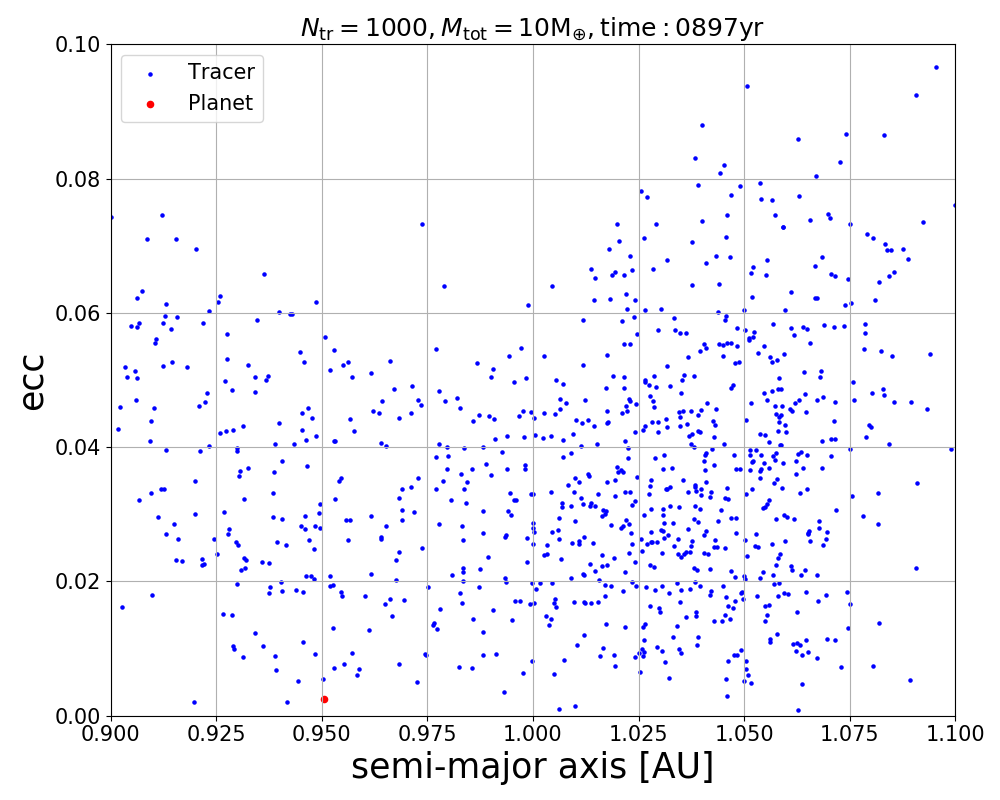 N_tr = 1000, M_tot = 10M_⊕, time : 0897yr
0.10
Tracer
Planet
0.08
0.06
ecc
0.04
0.02
0.00
0.900 0.925 0.950 0.975 1.000 1.025 1.050 1.075 1.100
semi-major axis [AU]